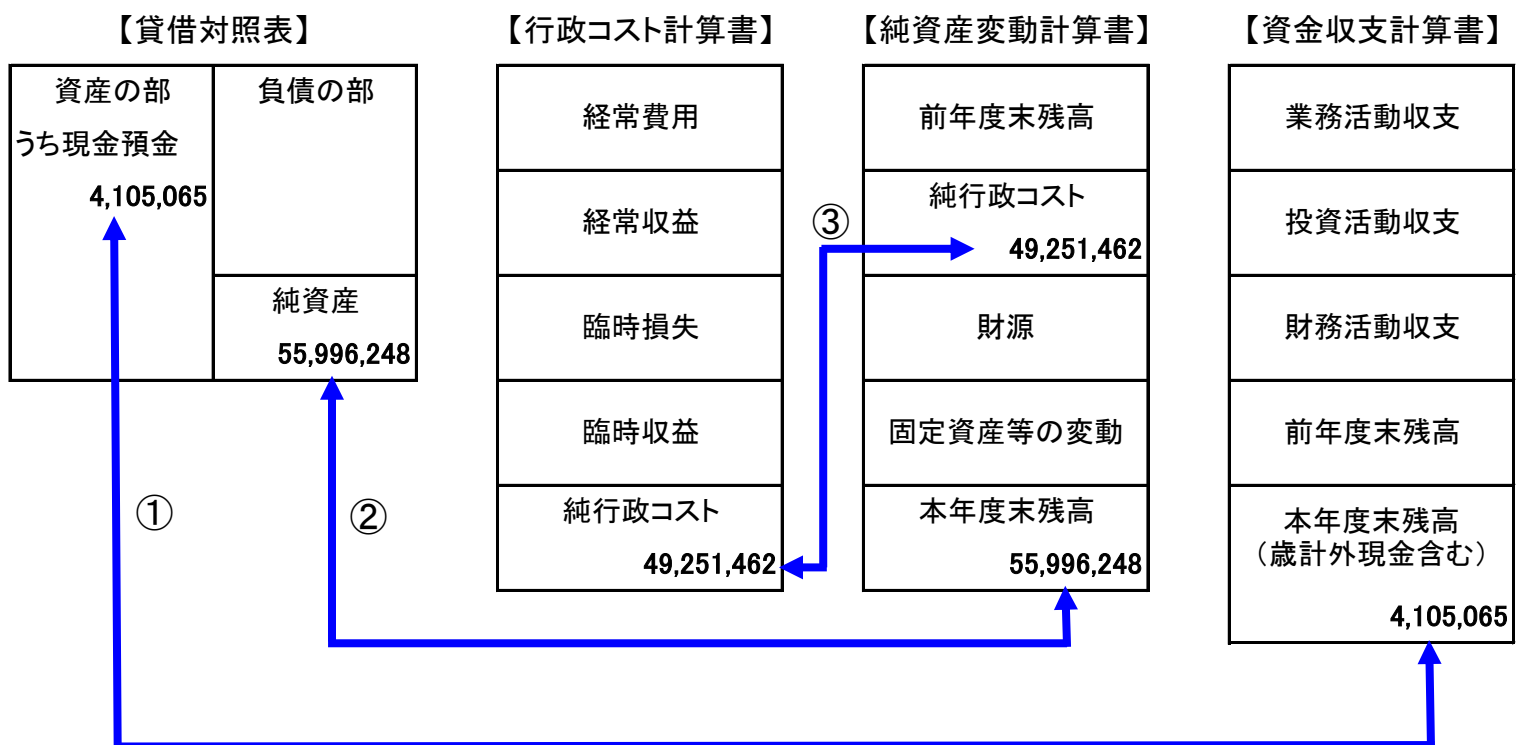 【貸借対照表】
資産の部
うち現金預金
4,105,065
負債の部
純資産
55,996,248
①
②
【行政コスト計算書】
経常費用
経常収益
臨時損失
臨時収益
純行政コスト
49,251,462
③
【純資産変動計算書】
前年度末残高
純行政コスト
49,251,462
財源
固定資産等の変動
本年度末残高
55,996,248
【資金収支計算書】
業務活動収支
投資活動収支
財務活動収支
前年度末残高
本年度末残高
（歳計外現金含む）
4,105,065